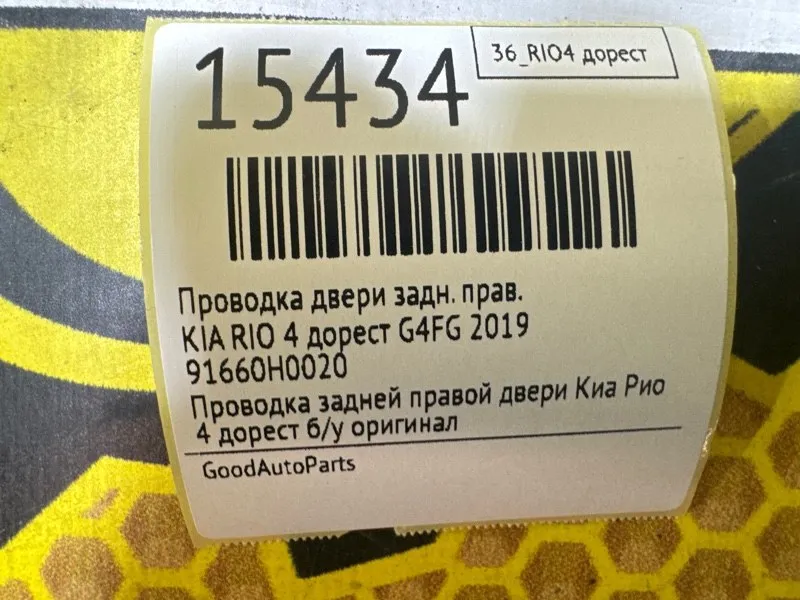 15434
36_RIO4 дорест
Проводка двери задн. прав.
KIA RIO 4 дорест G4FG 2019
91660H0020
Проводка задней правой двери Киа Рио
4 дорест б/у оригинал
GoodAutoParts